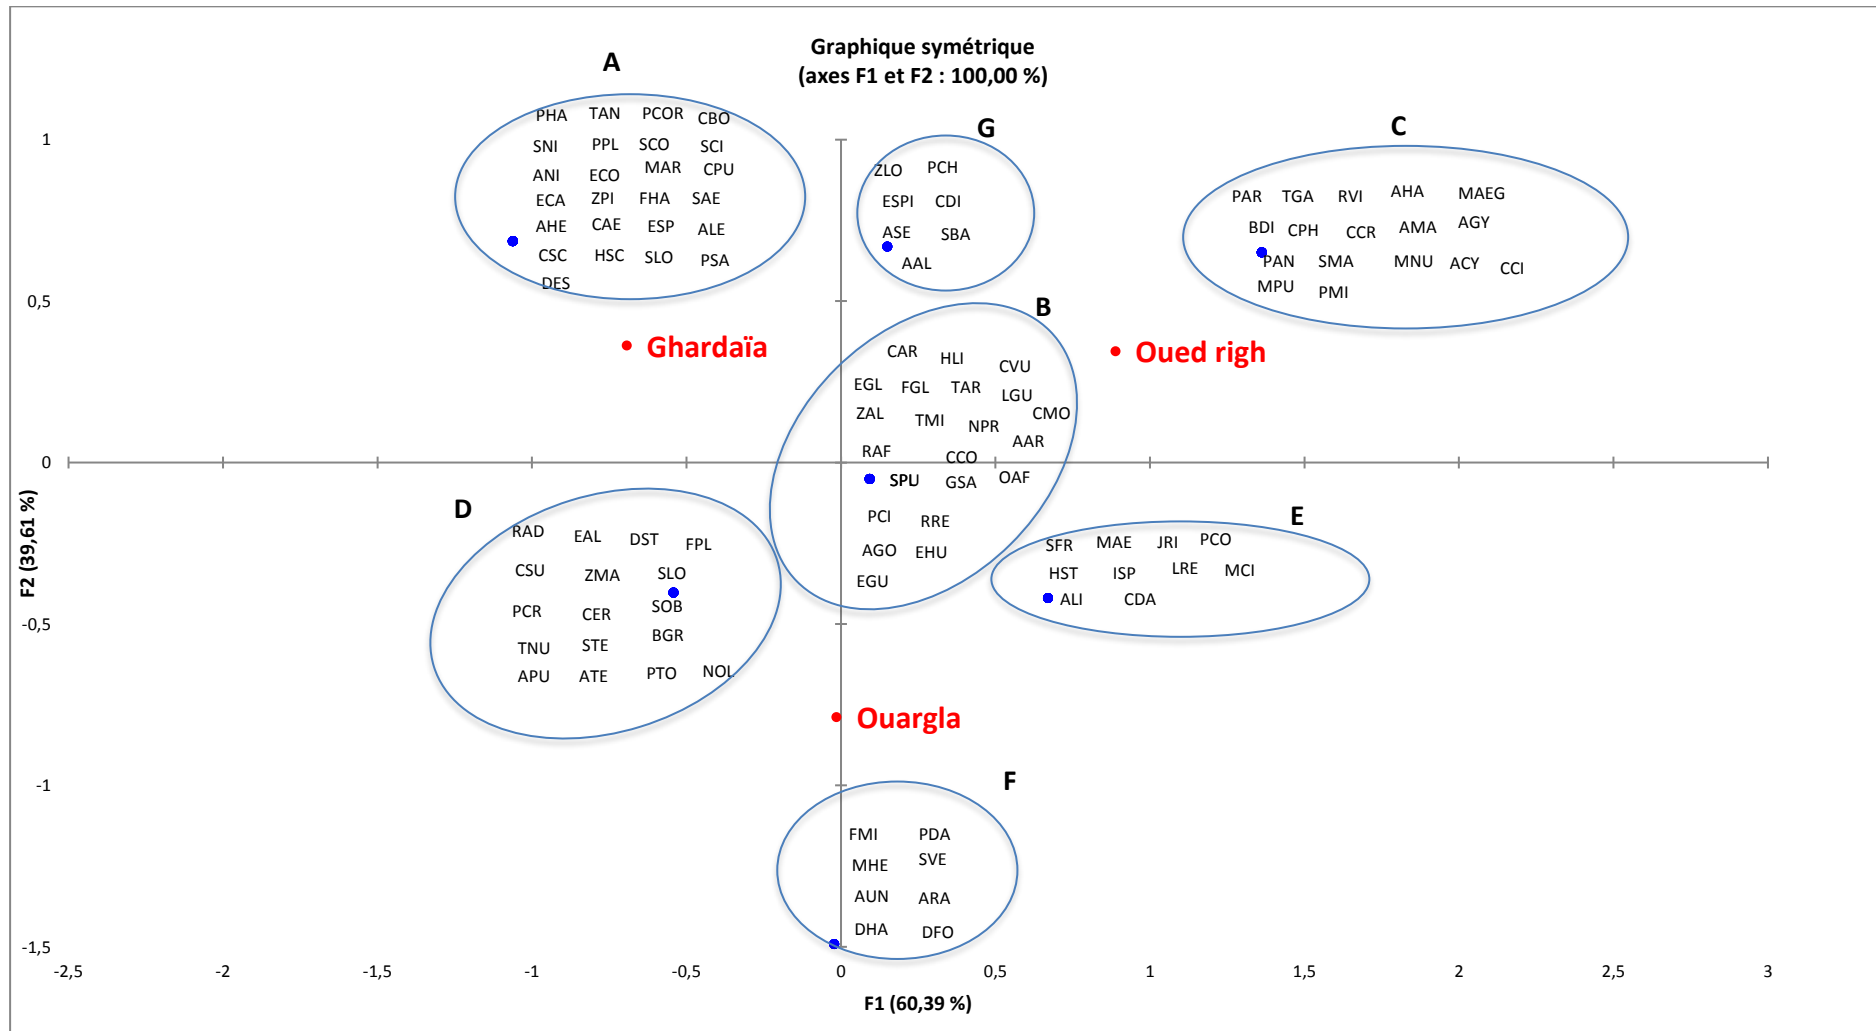 Graphique symétrique
(axes F1 et F2 : 100,00 %)
A
PHA TAN PCOR CBO
SNI PPL SCO SCI
ANI ECO MAR CPU
ECA ZPI FHA SAE
AHE CAE ESP ALE
CSC HSC SLO PSA
DES
G
ZLO PCH
ESPI CDI
ASE SBA
AAL
C
PAR TGA RVI AHA MAEG
BDI CPH CCR AMA AGY
PAN SMA MNU ACY CCI
MPU PMI
Ghardaïa
Oued righ
B
CAR HLI CVU
EGL FGL TAR LGU
ZAL TMI NPR CMO
AAR
RAF CCO
SPU GSA OAF
PCI RRE
AGO EHU
EGU
D
RAD EAL DST FPL
CSU ZMA SLO
PCR CER SOB
TNU STE BGR
APU ATE PTO NOL
E
SFR MAE JRI PCO
HST ISP LRE MCI
ALI CDA
Ouargla
F
FMI PDA
MHE SVE
AUN ARA
DHA DFO
1
0,5
0
-0,5
-1
-1,5
F2 (39,61 %)
-2,5 -2 -1,5 -1 -0,5 0 0,5 1 1,5 2 2,5 3
F1 (60,39 %)